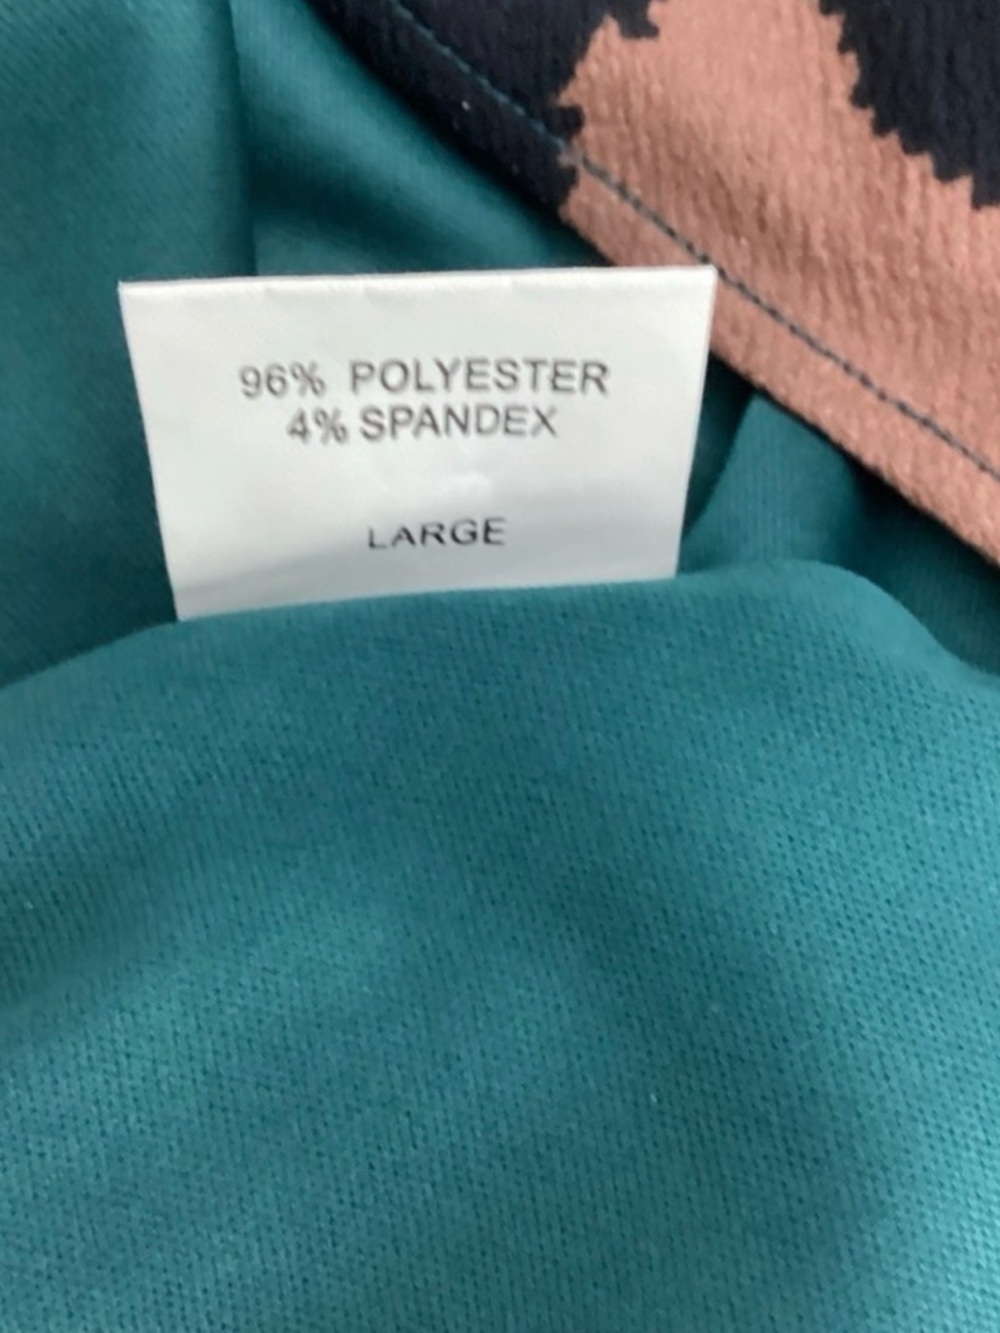 96% POLYESTER
4% SPANDEX
LARGE